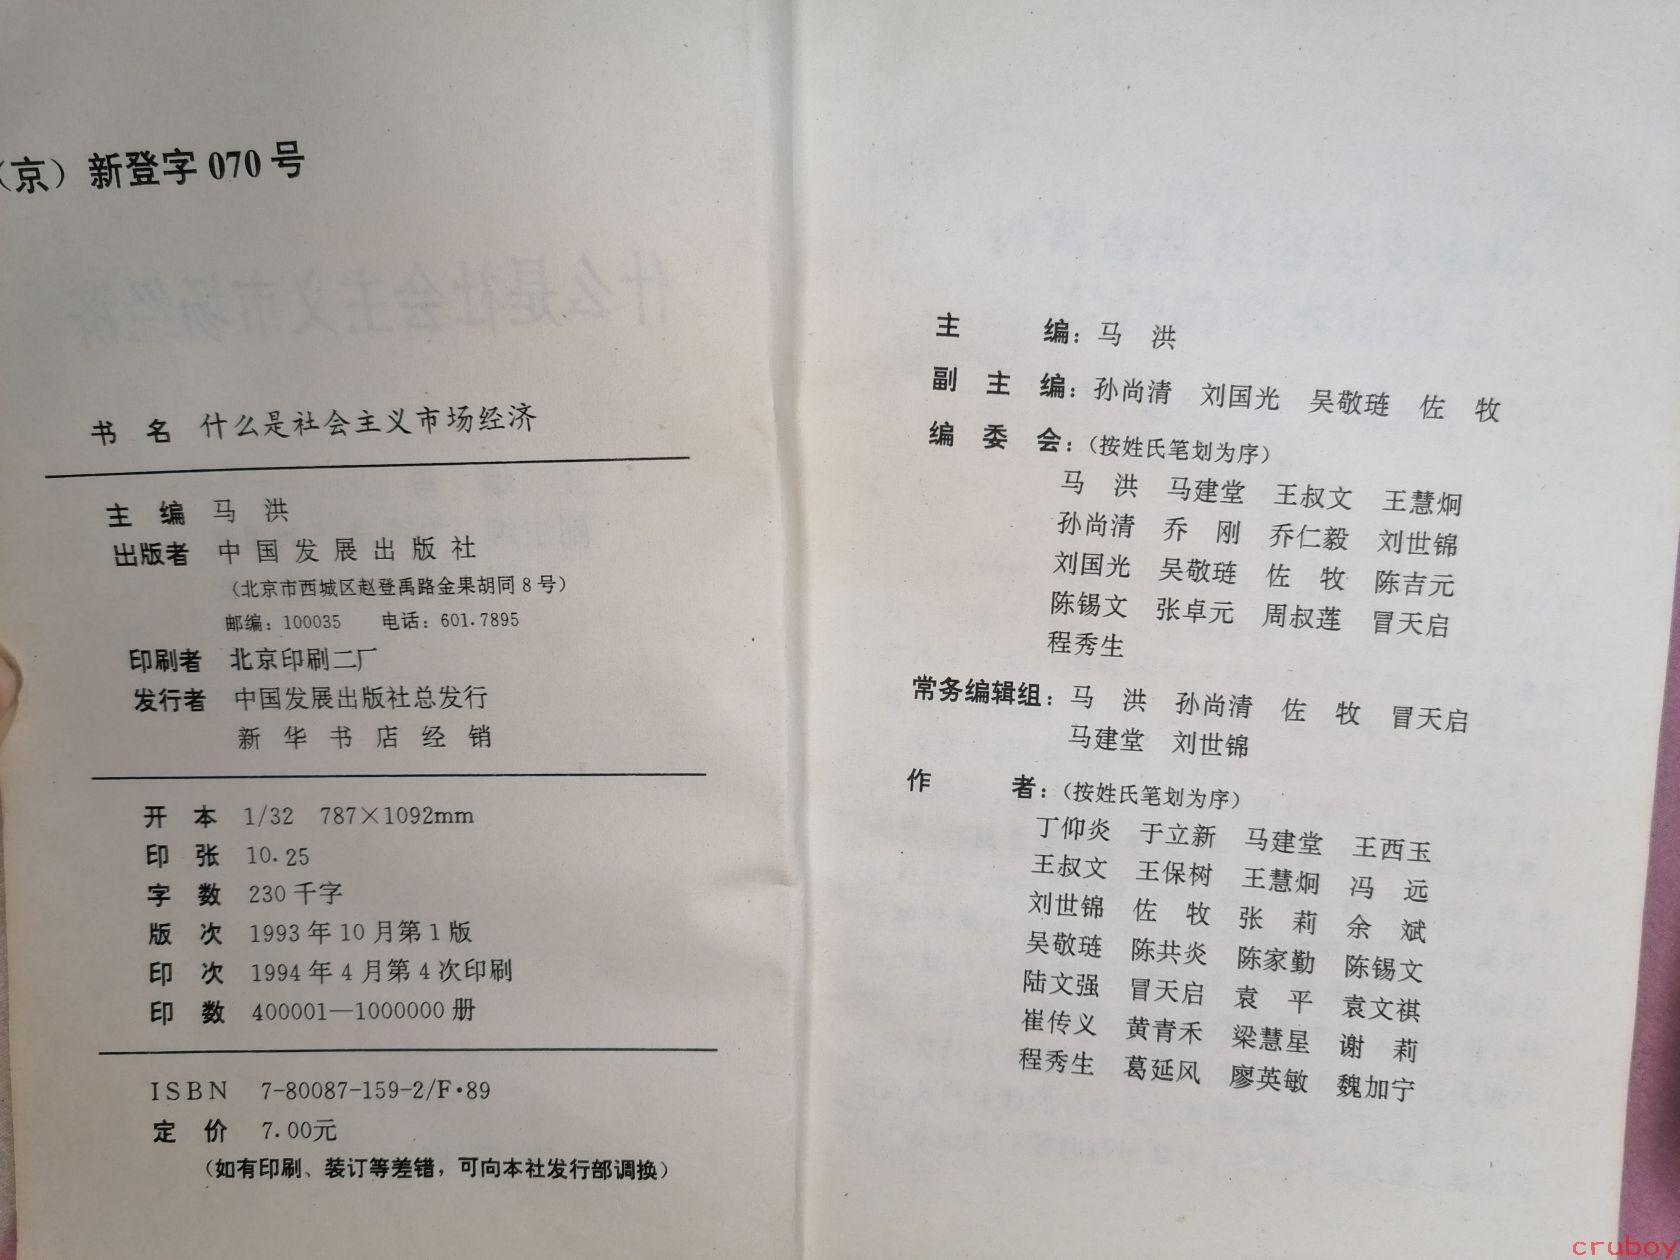 （京）新登字 070 号
书 名 什么是社会主义市场经济
主 编 马 洪
出版者 中国发展出版社
（北京市西城区赵登禹路金果胡同8号）
邮编：100035 电话：601.7895
印刷者 北京印刷二厂
发行者 中国发展出版社总发行
新华书店经销
开 本 1/32 787×1092mm
印 张 10.25
字 数 230千字
版 次 1993年10月第1版
印 次 1994年4月第4次印刷
印 数 400001—1000000册
ISBN 7-80087-159-2/F·89
定 价 7.00元
（如有印刷、装订等差错，可向本社发行部调换）
主 编：马 洪
副 主 编：孙尚清 刘国光 吴敬琏 佐 牧
编 委 会：（按姓氏笔划为序）
马 洪 马建堂 王叔文 王慧炯
孙尚清 乔 刚 乔仁毅 刘世锦
刘国光 吴敬琏 佐 牧 陈吉元
陈锡文 张卓元 周叔莲 冒天启
程秀生
常务编辑组：马 洪 孙尚清 佐 牧 冒天启
马建堂 刘世锦
作 者：（按姓氏笔划为序）
丁仰炎 于立新 马建堂 王西玉
王叔文 王保树 王慧炯 冯 远
刘世锦 佐 牧 张 莉 余 斌
吴敬琏 陈共炎 陈家勤 陈锡文
陆文强 冒天启 袁 平 袁文祺
崔传义 黄青禾 梁慧星 谢 莉
程秀生 葛延风 廖英敏 魏加宁
cruboy